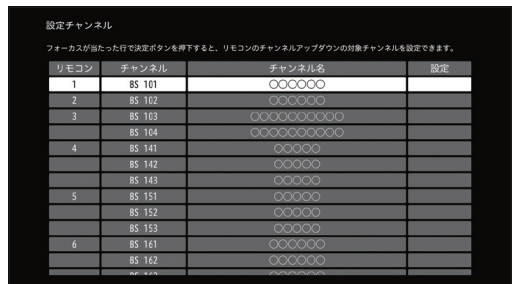 設定チャンネル
フォーカスが当たった行で決定ボタンを押下すると、リモコンのチャンネルアップダウンの対象チャンネルを設定できます。
リモコン チャンネル チャンネル名 設定
1 BS 101 ○○○○○○
2 BS 102 ○○○○○○
3 BS 103 ○○○○○○○○○○
BS 104 ○○○○○○○○○○
4 BS 141 ○○○○○
BS 142 ○○○○○
BS 143 ○○○○○
5 BS 151 ○○○○○
BS 152 ○○○○○
BS 153 ○○○○○
6 BS 161 ○○○○○○
BS 162 ○○○○○○